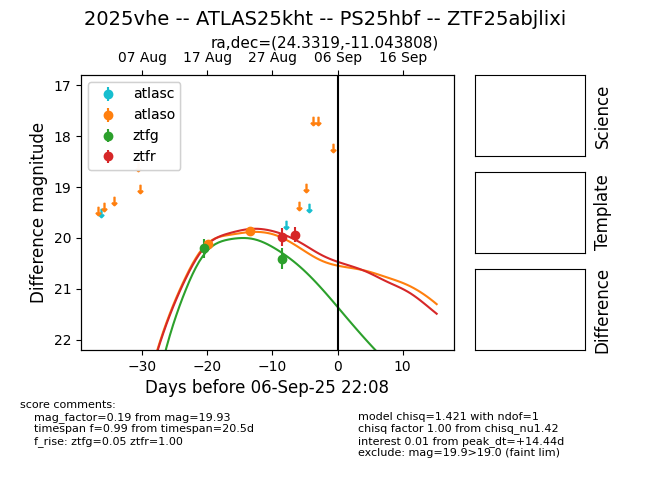 2025vhe -- ATLAS25kht -- PS25hbf -- ZTF25abjlixi
ra,dec=(24.3319,-11.043808)
07 Aug 17 Aug 27 Aug 06 Sep 16 Sep
atlasc
atlaso
ztfg
ztfr
17
18
19
20
21
22
Difference magnitude
−30 −20 −10 0 10
Days before 06-Sep-25 22:08
Science
Template
Difference
score comments:
mag_factor=0.19 from mag=19.93
timespan f=0.99 from timespan=20.5d
f_rise: ztfg=0.05 ztfr=1.00
model chisq=1.421 with ndof=1
chisq factor 1.00 from chisq_nu1.42
interest 0.01 from peak_dt=+14.44d
exclude: mag=19.9>19.0 (faint lim)